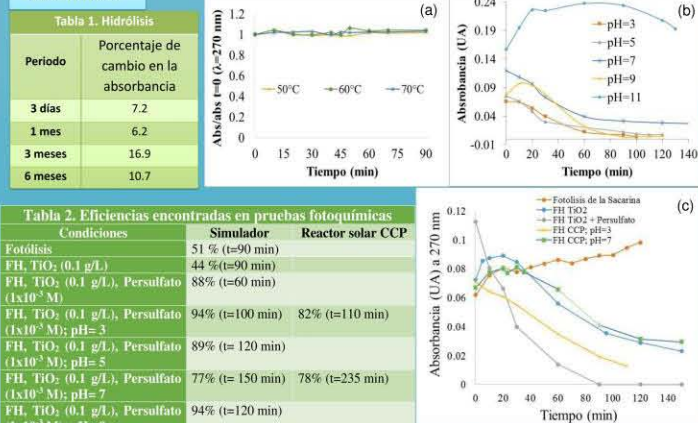 Tabla 1. Hidrólisis
Periodo
Porcentaje de
cambio en la
absorbancia
3 días 7.2
1 mes 6.2
3 meses 16.9
6 meses 10.7
(a)
Abs/abs t=0 (λ=270 nm)
1.2
1
0.8
0.6
0.4
0.2
0
50°C 60°C 70°C
0 15 30 45 60 75 90
Tiempo (min)
(b)
Absrobancia (UA)
0.24
0.19
0.14
0.09
0.04
-0.01
pH=3
pH=5
pH=7
pH=9
pH=11
0 20 40 60 80 100 120 140
Tiempo (min)
Tabla 2. Eficiencias encontradas en pruebas fotoquímicas
Condiciones Simulador Reactor solar CCP
Fotólisis 51 % (t=90 min)
FH, TiO₂ (0.1 g/L) 44 %(t=90 min)
FH, TiO₂ (0.1 g/L), Persulfato 88% (t=60 min)
(1x10⁻³ M)
FH, TiO₂ (0.1 g/L), Persulfato 94% (t=100 min) 82% (t=110 min)
(1x10⁻³ M); pH= 3
FH, TiO₂ (0.1 g/L), Persulfato 89% (t= 120 min)
(1x10⁻³ M); pH= 5
FH, TiO₂ (0.1 g/L), Persulfato 77% (t= 150 min) 78% (t=235 min)
(1x10⁻³ M); pH= 7
FH, TiO₂ (0.1 g/L), Persulfato 94% (t=120 min)
(c)
Fotolisis de la Sacarina
FH TiO2
FH TiO2 + Persulfato
FH CCP; pH=3
FH CCP; pH=7
Absorbancia (UA) a 270 nm
0.12
0.1
0.08
0.06
0.04
0.02
0
0 50 100 150
Tiempo (min)